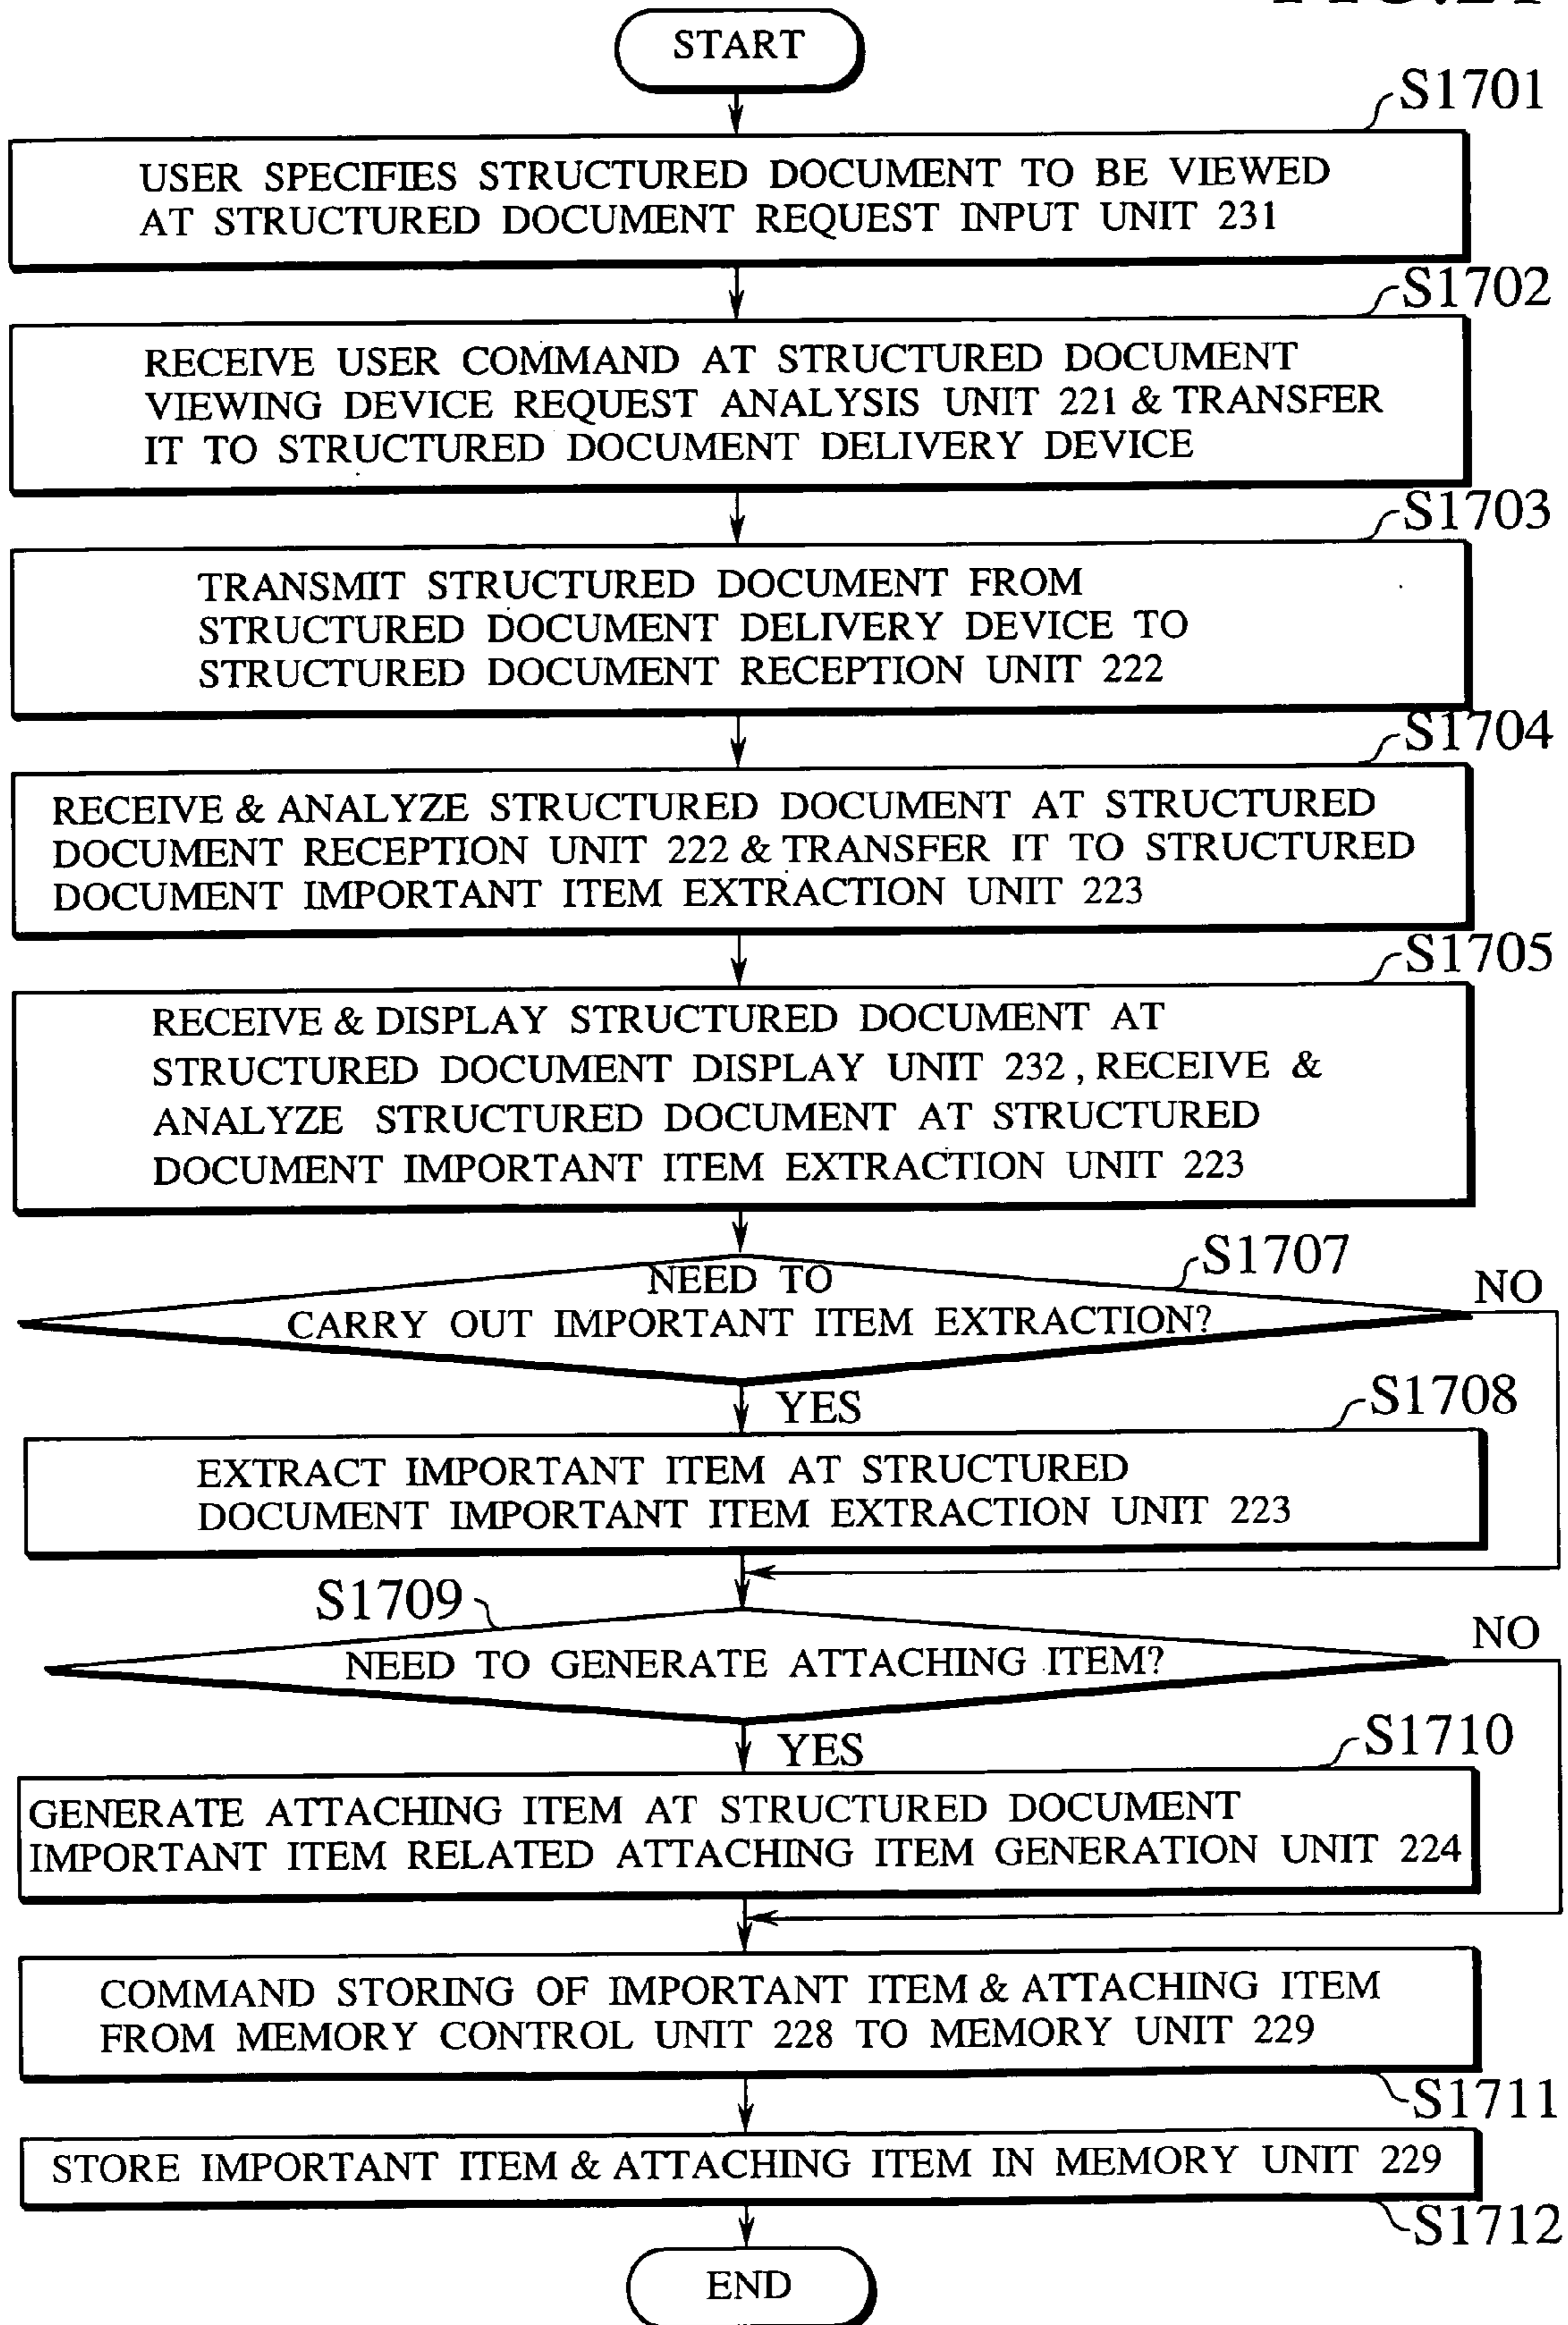 START
S1701
USER SPECIFIES STRUCTURED DOCUMENT TO BE VIEWED
AT STRUCTURED DOCUMENT REQUEST INPUT UNIT 231
S1702
RECEIVE USER COMMAND AT STRUCTURED DOCUMENT
VIEWING DEVICE REQUEST ANALYSIS UNIT 221 & TRANSFER
IT TO STRUCTURED DOCUMENT DELIVERY DEVICE
S1703
TRANSMIT STRUCTURED DOCUMENT FROM
STRUCTURED DOCUMENT DELIVERY DEVICE TO
STRUCTURED DOCUMENT RECEPTION UNIT 222
S1704
RECEIVE & ANALYZE STRUCTURED DOCUMENT AT STRUCTURED
DOCUMENT RECEPTION UNIT 222 & TRANSFER IT TO STRUCTURED
DOCUMENT IMPORTANT ITEM EXTRACTION UNIT 223
S1705
RECEIVE & DISPLAY STRUCTURED DOCUMENT AT
STRUCTURED DOCUMENT DISPLAY UNIT 232, RECEIVE &
ANALYZE STRUCTURED DOCUMENT AT STRUCTURED
DOCUMENT IMPORTANT ITEM EXTRACTION UNIT 223
S1707
NEED TO
CARRY OUT IMPORTANT ITEM EXTRACTION?
NO
YES
S1708
EXTRACT IMPORTANT ITEM AT STRUCTURED
DOCUMENT IMPORTANT ITEM EXTRACTION UNIT 223
S1709
NEED TO GENERATE ATTACHING ITEM?
NO
YES
S1710
GENERATE ATTACHING ITEM AT STRUCTURED DOCUMENT
IMPORTANT ITEM RELATED ATTACHING ITEM GENERATION UNIT 224
COMMAND STORING OF IMPORTANT ITEM & ATTACHING ITEM
FROM MEMORY CONTROL UNIT 228 TO MEMORY UNIT 229
S1711
STORE IMPORTANT ITEM & ATTACHING ITEM IN MEMORY UNIT 229
S1712
END